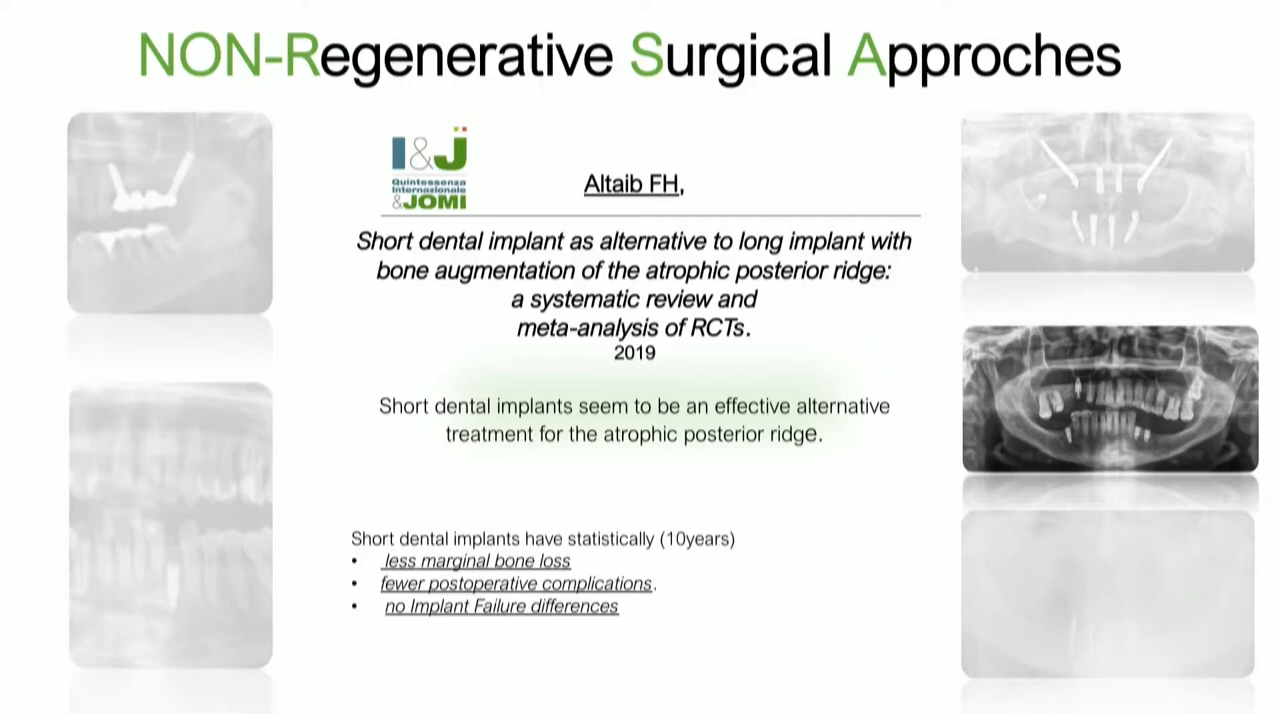 NON-Regenerative Surgical Approches
I&J
Quintessenza
Internazionale
&JOMI
Altaib FH,
Short dental implant as alternative to long implant with
bone augmentation of the atrophic posterior ridge:
a systematic review and
meta-analysis of RCTs.
2019
Short dental implants seem to be an effective alternative
treatment for the atrophic posterior ridge.
Short dental implants have statistically (10years)
• less marginal bone loss
• fewer postoperative complications.
• no Implant Failure differences